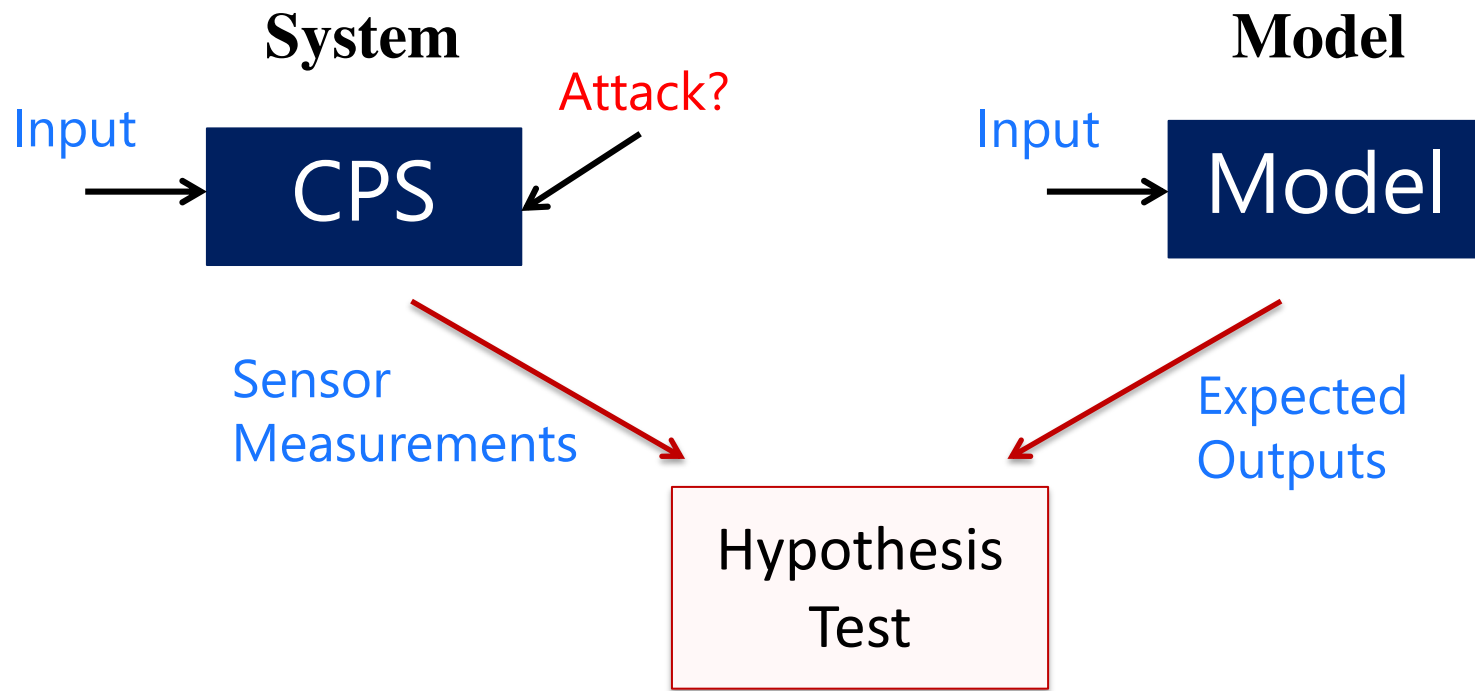 System
Model
Attack?
Input
Input
CPS
Model
Sensor
Measurements
Expected
Outputs
Hypothesis
Test